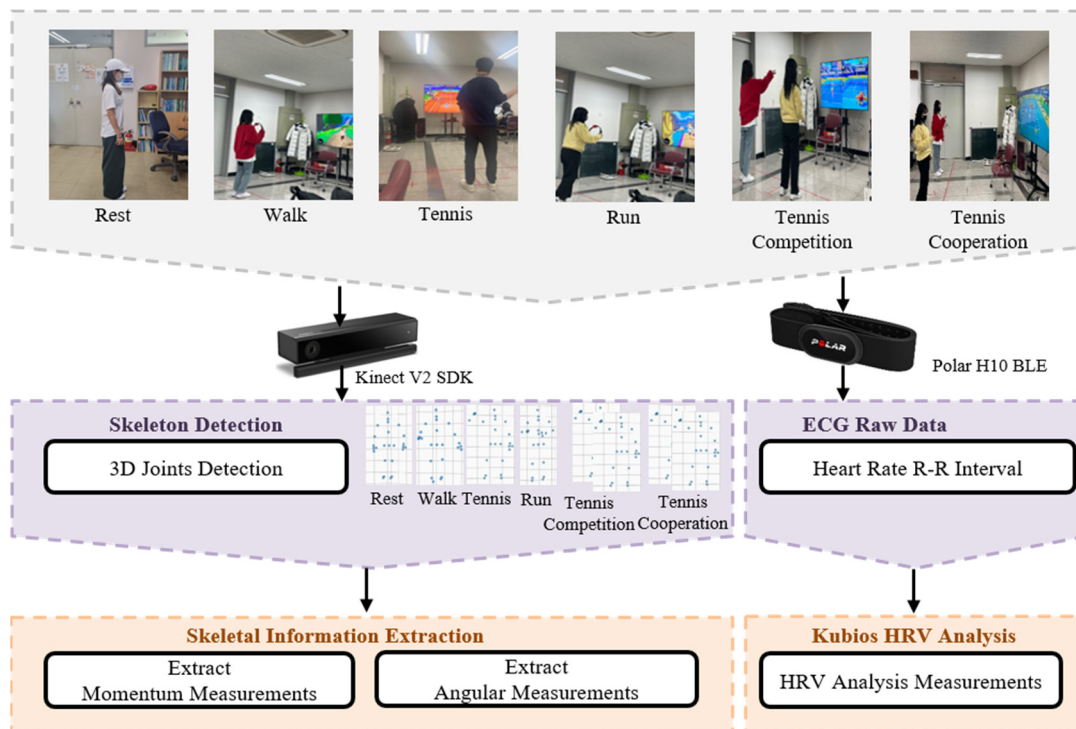 Rest
Walk
Tennis
Run
Tennis
Competition
Tennis
Cooperation
POLAR
Kinect V2 SDK
Polar H10 BLE
Skeleton Detection
3D Joints Detection
Rest
Walk
Tennis
Run
Tennis
Competition
Tennis
Cooperation
ECG Raw Data
Heart Rate R-R Interval
Skeletal Information Extraction
Extract
Momentum Measurements
Extract
Angular Measurements
Kubios HRV Analysis
HRV Analysis Measurements